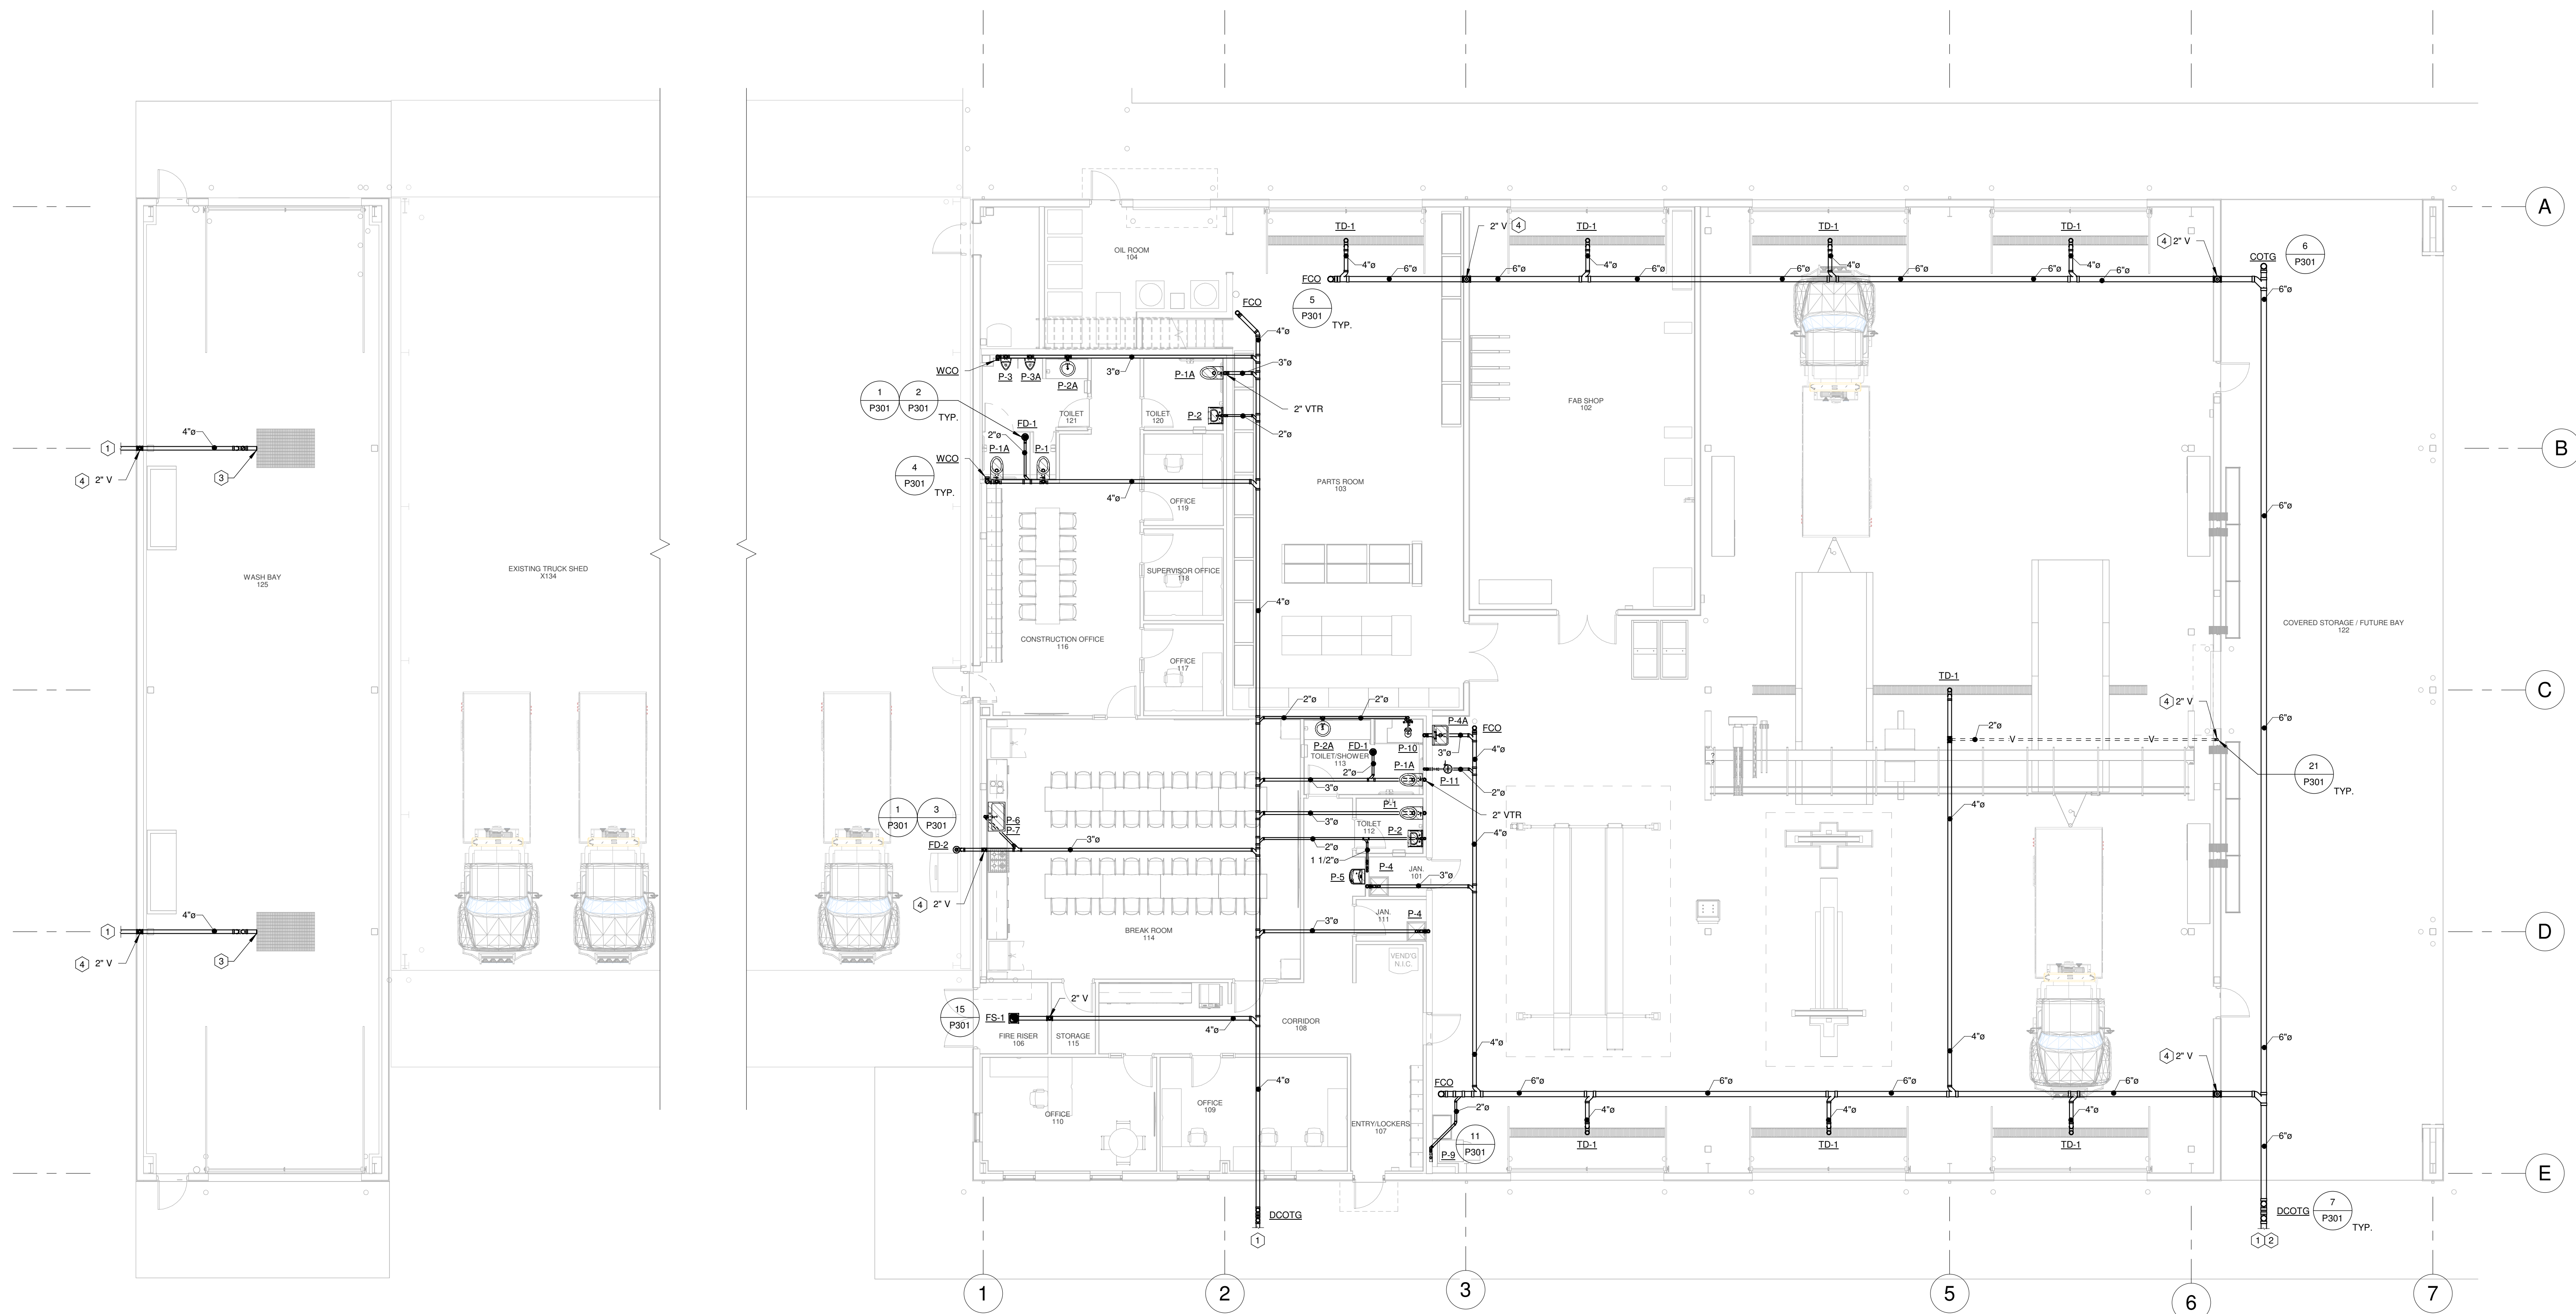 A
TD-1
2" V
4
TD-1
TD-1
TD-1
4
2" V
COTG
6
P301
OIL ROOM
104
4"ø
4"ø
4"ø
4"ø
FCO
6"ø
6"ø
6"ø
6"ø
6"ø
6"ø
6"ø
6"ø
FCO
5
P301
TYP.
4"ø
WCO
P-3
P-3A
P-2A
3"ø
P-1A
3"ø
1
P301
2
P301
TYP.
2" VTR
TOILET
121
TOILET
120
P-2
2"ø
FD-1
2"ø
FAB SHOP
102
4"ø
1
4
2" V
3
B
WCO
P-1A
P-1
4
P301
TYP.
4"ø
OFFICE
119
PARTS ROOM
103
6"ø
WASH BAY
125
EXISTING TRUCK SHED
X134
SUPERVISOR OFFICE
118
4"ø
CONSTRUCTION OFFICE
116
COVERED STORAGE / FUTURE BAY
122
OFFICE
117
TD-1
C
2"ø
2"ø
4
2" V
P-4A
FCO
2"ø
V
V
6"ø
P-2A
FD-1
P-10
3"ø
4"ø
TOILET/SHOWER
113
2"ø
P-1A
P-11
2"ø
21
P301
TYP.
3"ø
2" VTR
1
P301
3
P301
P-6
P-7
P-1
3"ø
TOILET
112
P-2
4"ø
4"ø
FD-2
3"ø
2"ø
1 1/2"ø
P-5
P-4
JAN.
101
3"ø
4
2" V
4"ø
1
4
2" V
3
JAN.
111
P-4
3"ø
D
BREAK ROOM
114
VEND'G
N.I.C.
15
P301
FS-1
2" V
4"ø
CORRIDOR
108
FIRE RISER
106
STORAGE
115
4"ø
4"ø
6"ø
4
2" V
4"ø
FCO
6"ø
6"ø
6"ø
6"ø
OFFICE
110
OFFICE
109
2"ø
4"ø
4"ø
4"ø
ENTRY/LOCKERS
107
11
P301
P-9
TD-1
TD-1
TD-1
6"ø
E
DCOTG
1
DCOTG
7
P301
TYP.
1
2
1
2
3
5
6
7